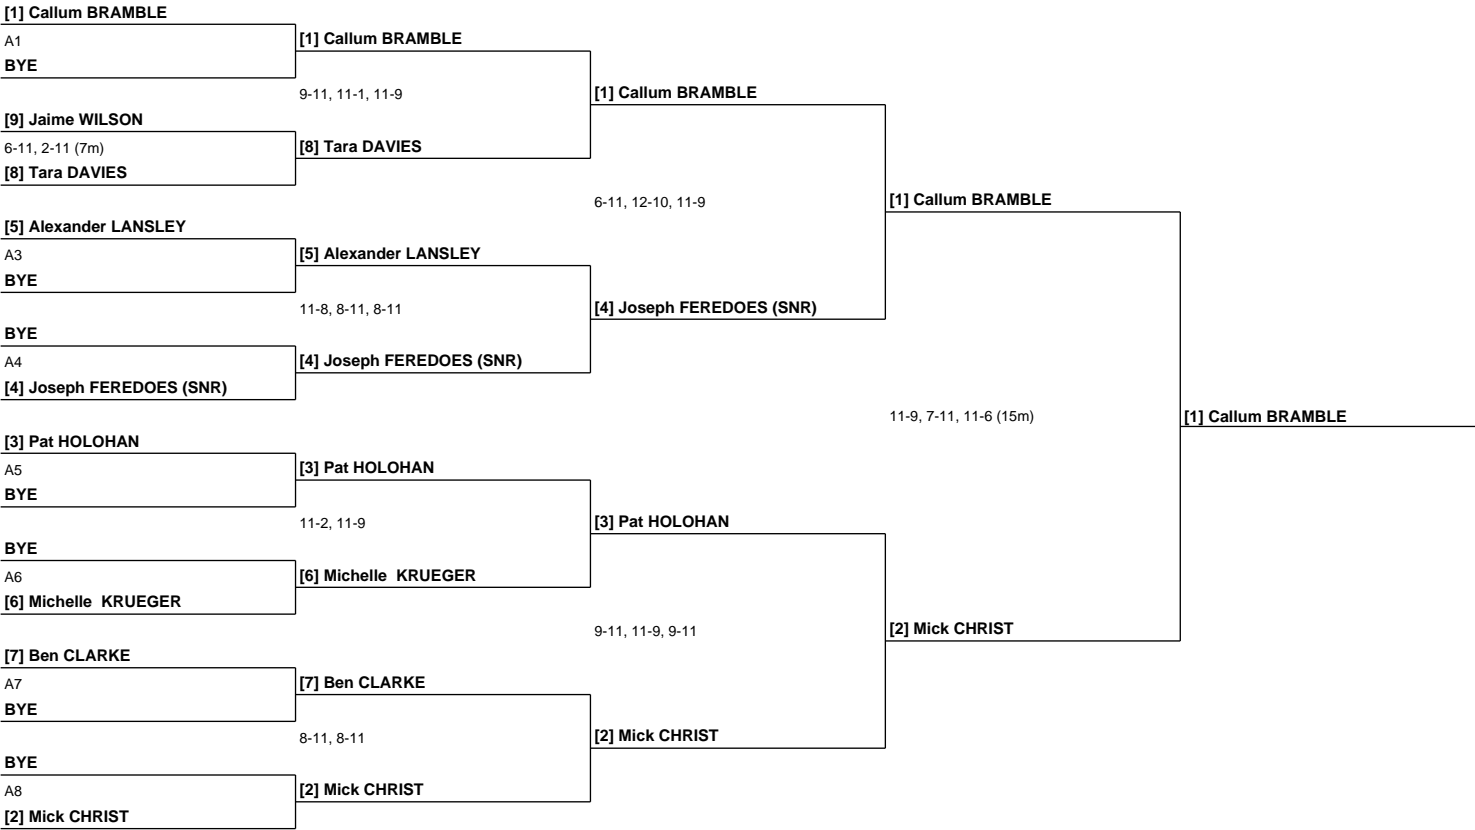 [1] Callum BRAMBLE
A1
BYE
[9] Jaime WILSON
6-11, 2-11 (7m)
[8] Tara DAVIES
[5] Alexander LANSLEY
A3
BYE
BYE
A4
[4] Joseph FEREDOES (SNR)
[3] Pat HOLOHAN
A5
BYE
BYE
A6
[6] Michelle  KRUEGER
[7] Ben CLARKE
A7
BYE
BYE
A8
[2] Mick CHRIST
[1] Callum BRAMBLE
9-11, 11-1, 11-9
[8] Tara DAVIES
[5] Alexander LANSLEY
11-8, 8-11, 8-11
[4] Joseph FEREDOES (SNR)
[3] Pat HOLOHAN
11-2, 11-9
[6] Michelle  KRUEGER
[7] Ben CLARKE
8-11, 8-11
[2] Mick CHRIST
[1] Callum BRAMBLE
6-11, 12-10, 11-9
[4] Joseph FEREDOES (SNR)
[3] Pat HOLOHAN
9-11, 11-9, 9-11
[2] Mick CHRIST
[1] Callum BRAMBLE
11-9, 7-11, 11-6 (15m)
[2] Mick CHRIST
[1] Callum BRAMBLE